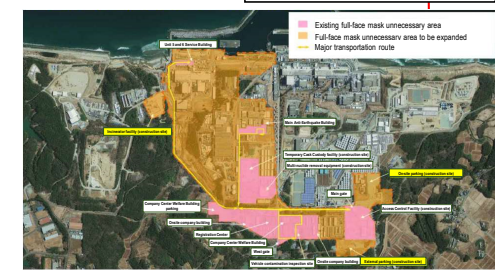 Existing full-face mask unnecessary area
Full-face mask unnecessary area to be expanded
Major transportation route
Unit 5 and 6 Service Building
Main Anti-Earthquake Building
Incinerator facility (construction site)
Temporary Cask Custody facility (construction site)
Multi-nuclide removal equipment (construction site)
On-site parking (construction site)
Main gate
Company Center Welfare Building
parking
Access Control Facility (construction site)
Onsite company building
Registration Center
Company Center Welfare Building
West gate
Vehicle contamination inspection site
Onsite company building
External parking (construction site)